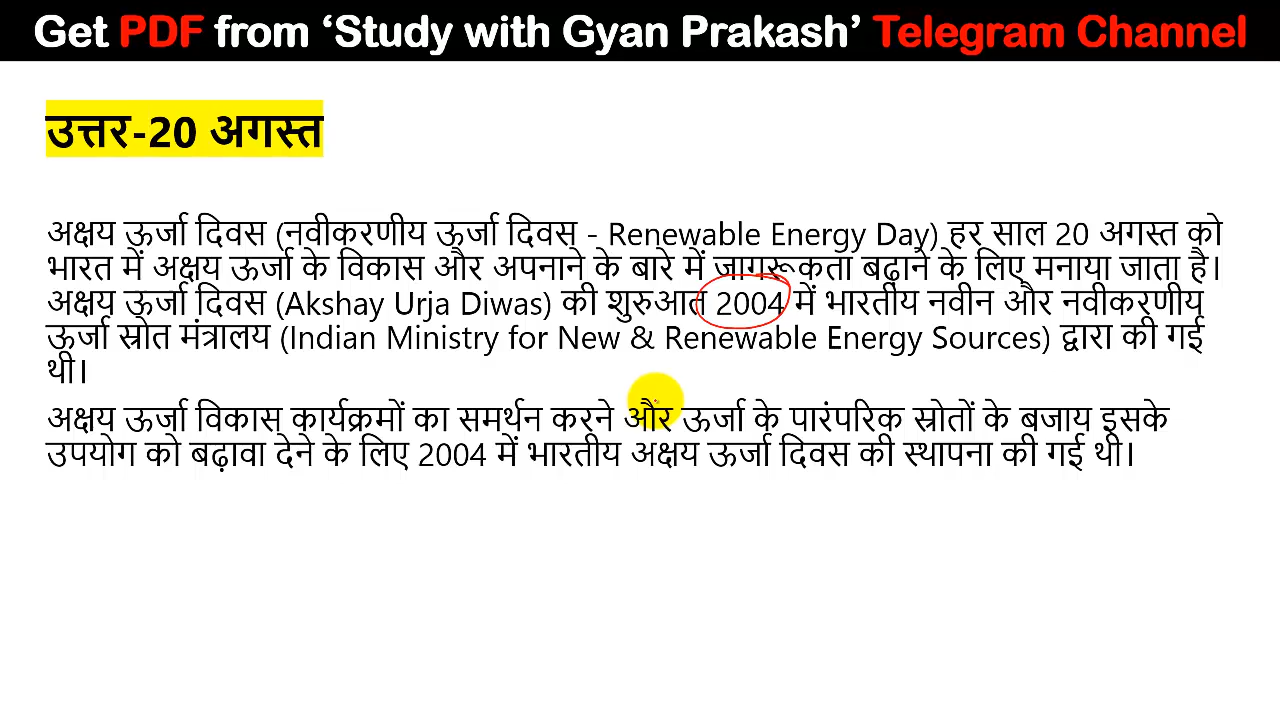 Get PDF from ‘Study with Gyan Prakash’ Telegram Channel
उत्तर-20 अगस्त
अक्षय ऊर्जा दिवस (नवीकरणीय ऊर्जा दिवस - Renewable Energy Day) हर साल 20 अगस्त को
भारत में अक्षय ऊर्जा के विकास और अपनाने के बारे में जागरूकता बढ़ाने के लिए मनाया जाता है।
अक्षय ऊर्जा दिवस (Akshay Urja Diwas) की शुरुआत 2004 में भारतीय नवीन और नवीकरणीय
ऊर्जा स्रोत मंत्रालय (Indian Ministry for New & Renewable Energy Sources) द्वारा की गई
थी।
अक्षय ऊर्जा विकास कार्यक्रमों का समर्थन करने और ऊर्जा के पारंपरिक स्रोतों के बजाय इसके
उपयोग को बढ़ावा देने के लिए 2004 में भारतीय अक्षय ऊर्जा दिवस की स्थापना की गई थी।